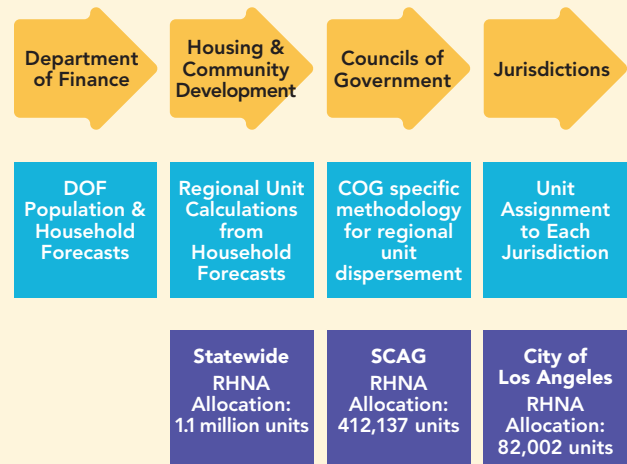 Department
of Finance
Housing &
Community
Development
Councils of
Government
Jurisdictions
DOF
Population &
Household
Forecasts
Regional Unit
Calculations
from
Household
Forecasts
COG specific
methodology
for regional
unit
dispersement
Unit
Assignment
to Each
Jurisdiction
Statewide
RHNA
Allocation:
1.1 million units
SCAG
RHNA
Allocation:
412,137 units
City of
Los Angeles
RHNA
Allocation:
82,002 units